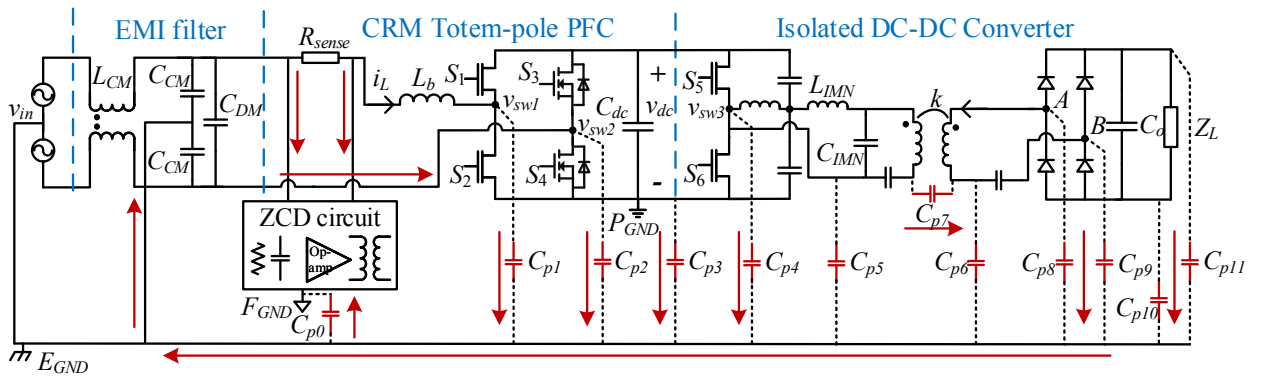 EMI filter
CRM Totem-pole PFC
Isolated DC-DC Converter
R_sense
L_CM
C_CM
C_CM
C_DM
v_in
i_L
L_b
S_1
S_3
v_sw1
v_sw2
S_2
S_4
C_dc
+
v_dc
-
P_GND
S_5
v_sw3
S_6
L_IMN
C_IMN
k
A
B
C_o
Z_L
ZCD circuit
Op-
amp
F_GND
C_p0
C_p1
C_p2
C_p3
C_p4
C_p5
C_p7
C_p6
C_p8
C_p9
C_p10
C_p11
E_GND